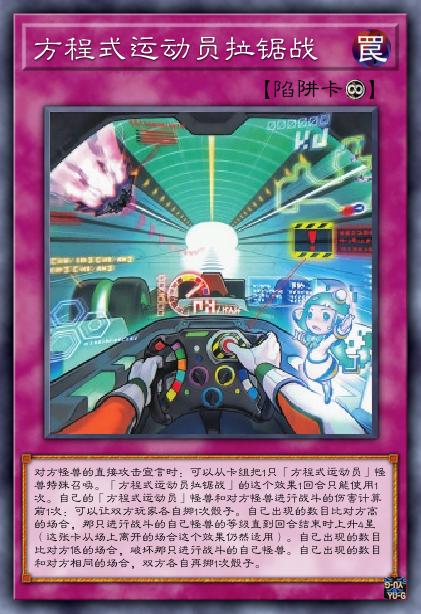 方程式运动员拉锯战
罠
【陷阱卡♾】
KM
!
对方怪兽的直接攻击宣言时：可以从卡组把1只「方程式运动员」怪
兽特殊召唤。「方程式运动员拉锯战」的这个效果1回合只能使用1
次。自己的「方程式运动员」怪兽和对方怪兽进行战斗的伤害计算
前1次：可以让双方玩家各自掷1次骰子。自己出现的数目比对方高
的场合，那只进行战斗的自己怪兽的等级直到回合结束时上升4星
（这张卡从场上离开的场合这个效果仍然适用）。自己出现的数目
比对方低的场合，破坏那只进行战斗的自己怪兽。自己出现的数目
和对方相同的场合，双方各自再掷1次骰子。